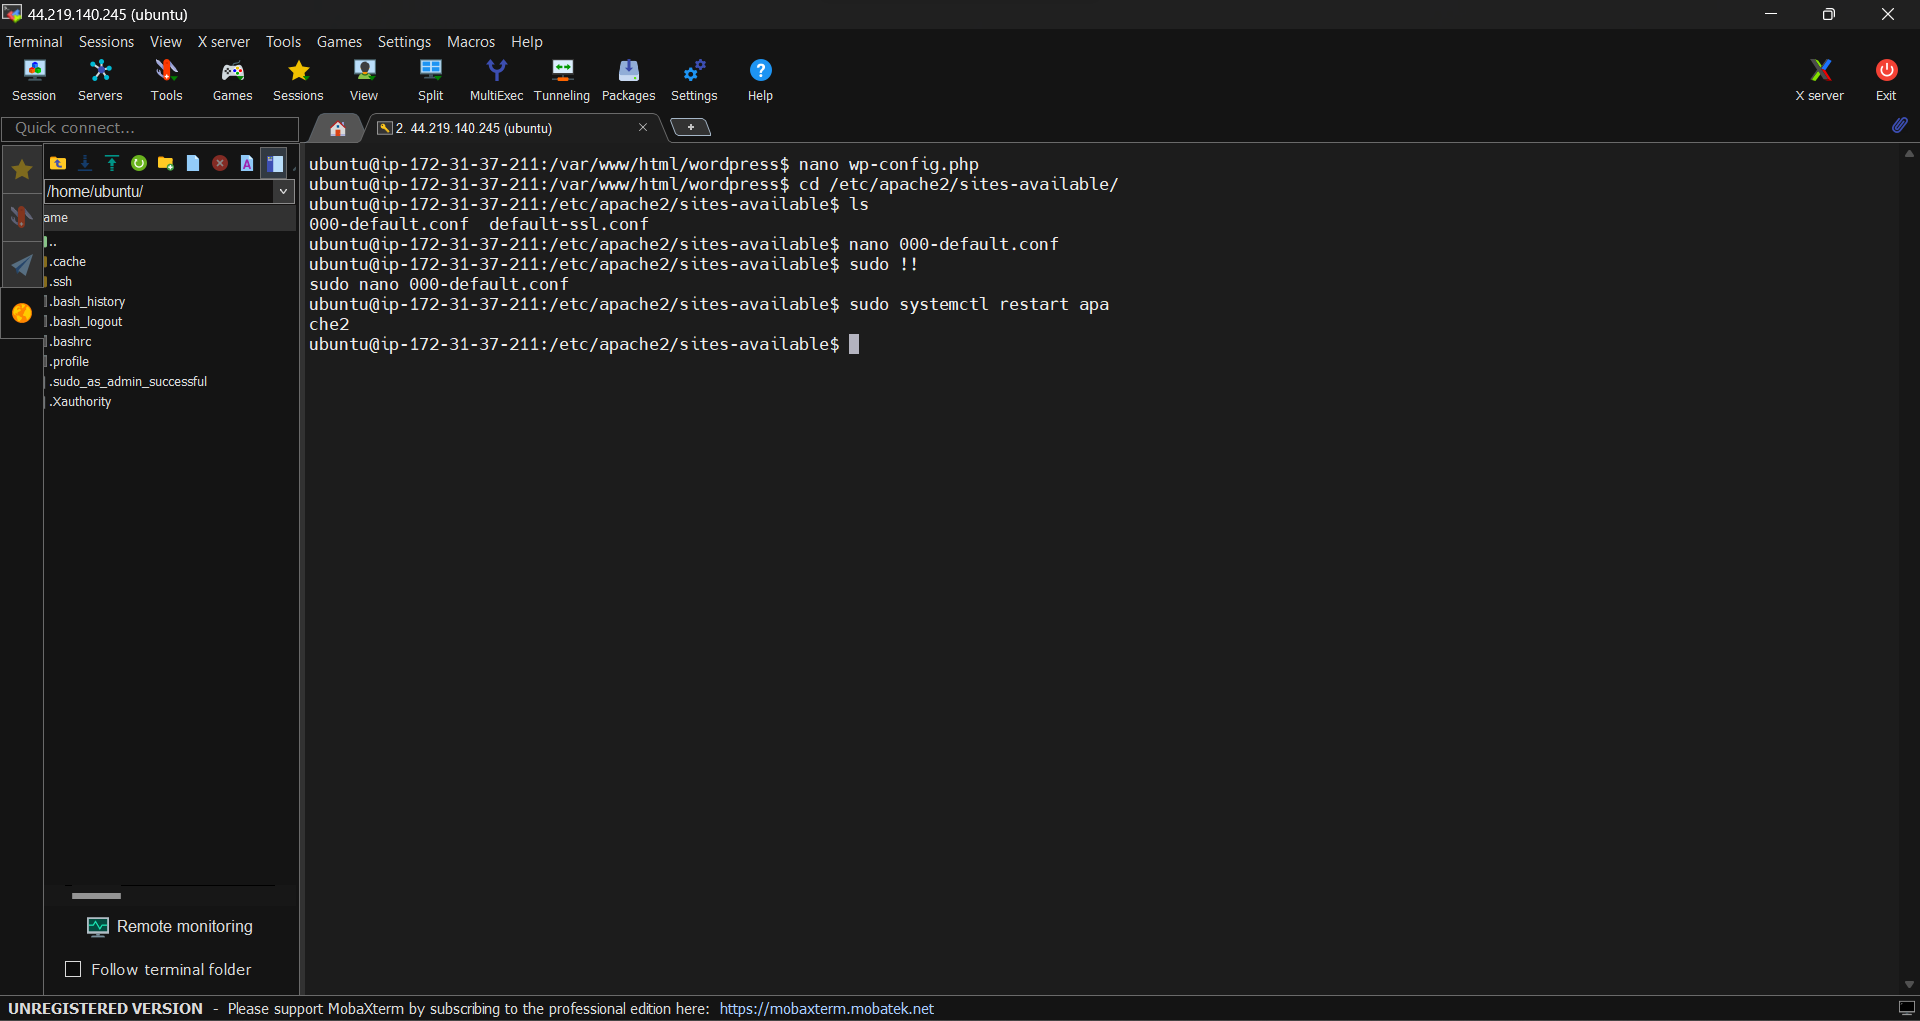 44.219.140.245 (ubuntu)
Terminal Sessions View X server Tools Games Settings Macros Help
Session Servers Tools Games Sessions View Split MultiExec Tunneling Packages Settings Help X server Exit
Quick connect...
2. 44.219.140.245 (ubuntu)
/home/ubuntu/
ame
..
.cache
.ssh
.bash_history
.bash_logout
.bashrc
.profile
.sudo_as_admin_successful
.Xauthority
Remote monitoring
Follow terminal folder
ubuntu@ip-172-31-37-211:/var/www/html/wordpress$ nano wp-config.php
ubuntu@ip-172-31-37-211:/var/www/html/wordpress$ cd /etc/apache2/sites-available/
ubuntu@ip-172-31-37-211:/etc/apache2/sites-available$ ls
000-default.conf  default-ssl.conf
ubuntu@ip-172-31-37-211:/etc/apache2/sites-available$ nano 000-default.conf
ubuntu@ip-172-31-37-211:/etc/apache2/sites-available$ sudo !!
sudo nano 000-default.conf
ubuntu@ip-172-31-37-211:/etc/apache2/sites-available$ sudo systemctl restart apa
che2
ubuntu@ip-172-31-37-211:/etc/apache2/sites-available$
UNREGISTERED VERSION - Please support MobaXterm by subscribing to the professional edition here: https://mobaxterm.mobatek.net